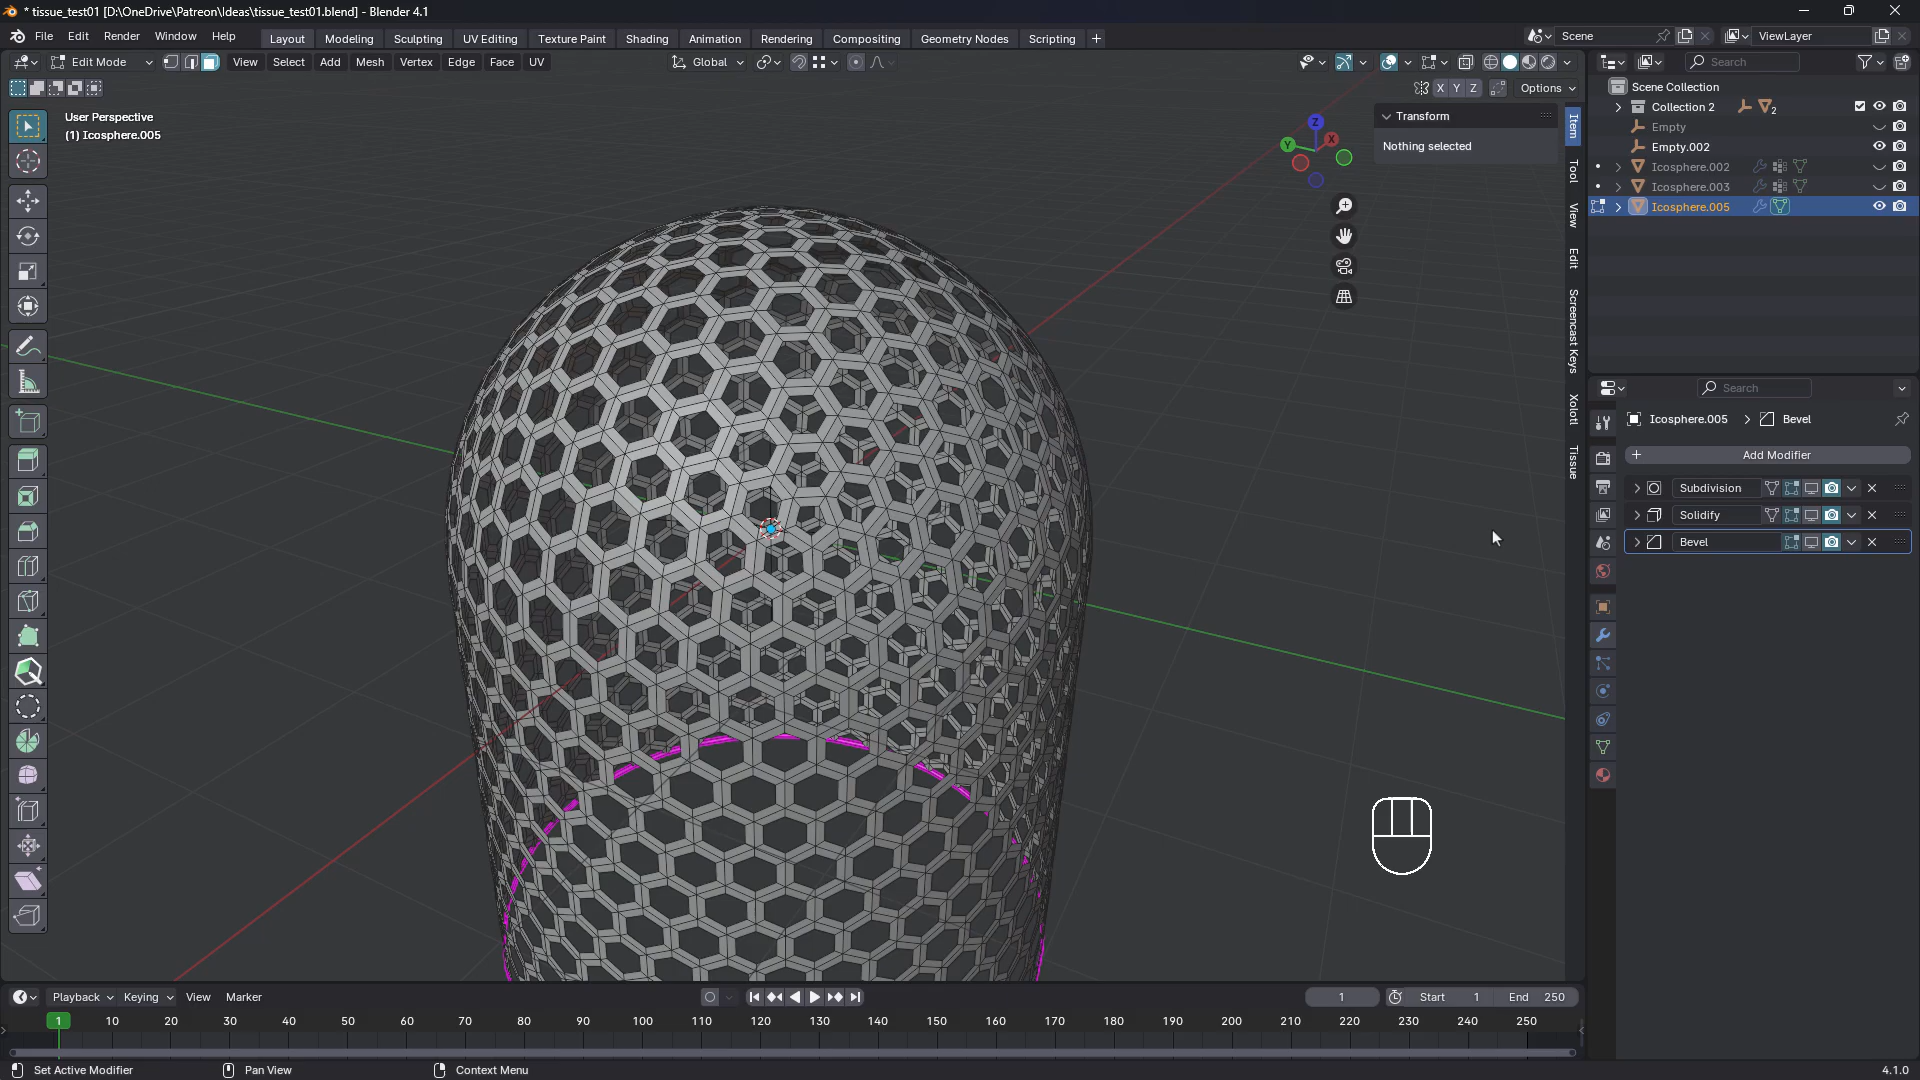 * tissue_test01 [D:\OneDrive\Patreon\Ideas\tissue_test01.blend] - Blender 4.1
File Edit Render Window Help Layout Modeling Sculpting UV Editing Texture Paint Shading Animation Rendering Compositing Geometry Nodes Scripting + Scene ViewLayer
Edit Mode View Select Add Mesh Vertex Edge Face UV Global Search
X Y Z Options
User Perspective
(1) Icosphere.005
Z
X
Y
Transform
Nothing selected
Item
Tool
View
Edit
Screencast Keys
Xolotl
Tissue
Scene Collection
Collection 2 2
Empty
Empty.002
Icosphere.002
Icosphere.003
Icosphere.005
Search
Icosphere.005 > Bevel
+ Add Modifier
Subdivision
Solidify
Bevel
Playback Keying View Marker 1 Start 1 End 250
1 10 20 30 40 50 60 70 80 90 100 110 120 130 140 150 160 170 180 190 200 210 220 230 240 250
Set Active Modifier Pan View Context Menu 4.1.0